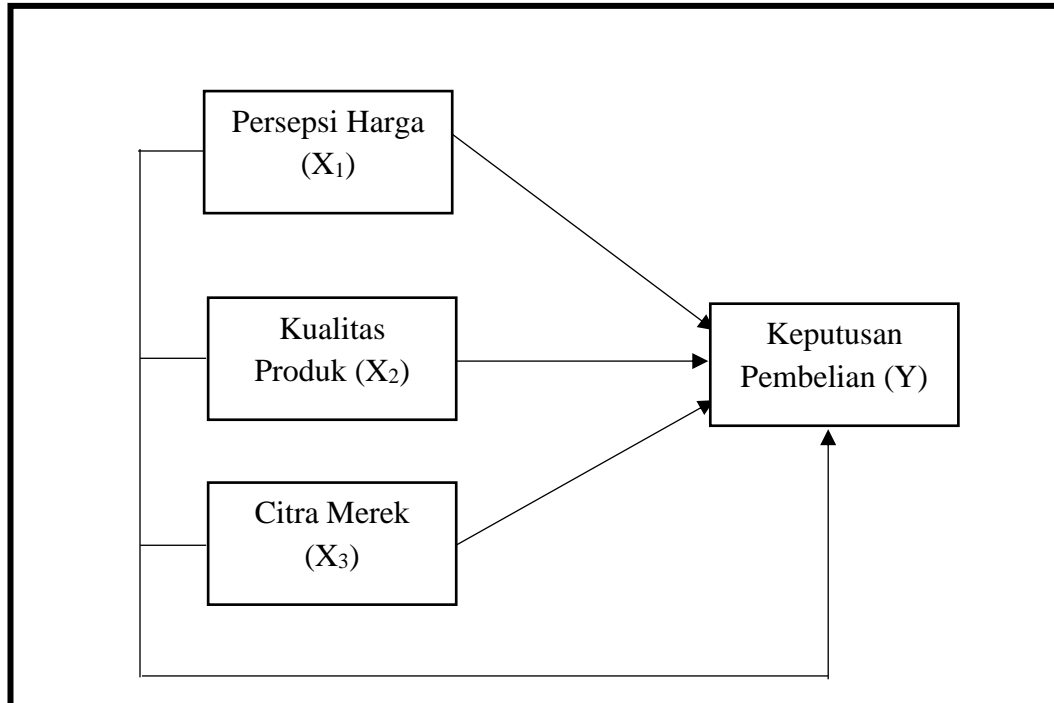 Persepsi Harga
(X₁)
Kualitas
Produk (X₂)
Citra Merek
(X₃)
Keputusan
Pembelian (Y)